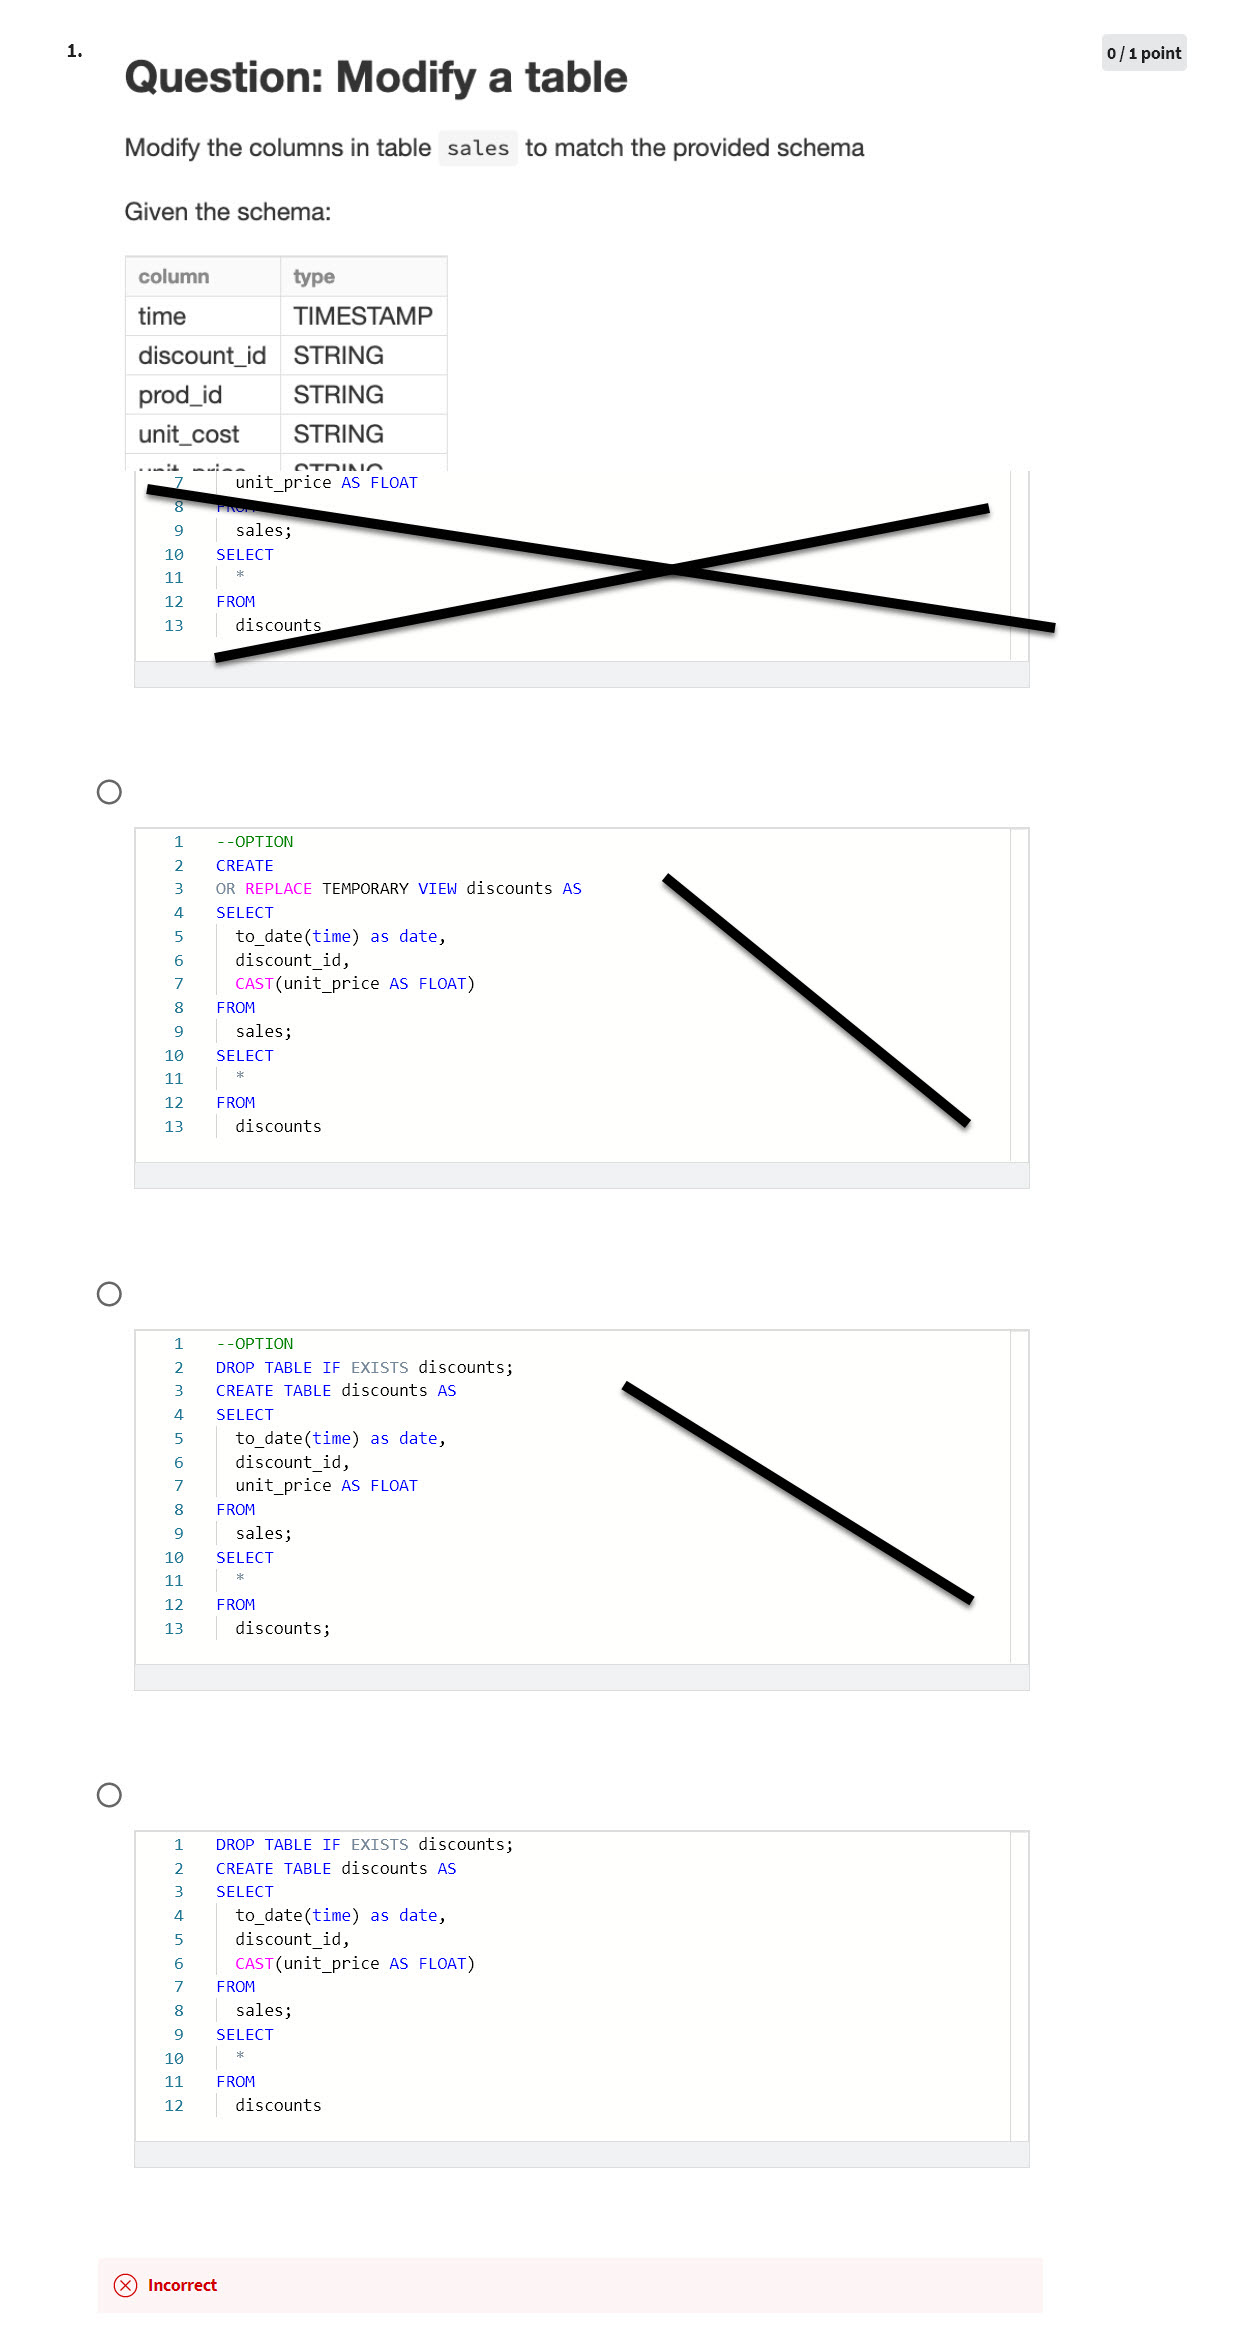 1.
0 / 1 point
Question: Modify a table
Modify the columns in table sales to match the provided schema
Given the schema:
column type
time TIMESTAMP
discount_id STRING
prod_id STRING
unit_cost STRING
unit_price STRING
7 unit_price AS FLOAT
8 FROM
9 sales;
10 SELECT
11 *
12 FROM
13 discounts
1 --OPTION
2 CREATE
3 OR REPLACE TEMPORARY VIEW discounts AS
4 SELECT
5 to_date(time) as date,
6 discount_id,
7 CAST(unit_price AS FLOAT)
8 FROM
9 sales;
10 SELECT
11 *
12 FROM
13 discounts
1 --OPTION
2 DROP TABLE IF EXISTS discounts;
3 CREATE TABLE discounts AS
4 SELECT
5 to_date(time) as date,
6 discount_id,
7 unit_price AS FLOAT
8 FROM
9 sales;
10 SELECT
11 *
12 FROM
13 discounts;
1 DROP TABLE IF EXISTS discounts;
2 CREATE TABLE discounts AS
3 SELECT
4 to_date(time) as date,
5 discount_id,
6 CAST(unit_price AS FLOAT)
7 FROM
8 sales;
9 SELECT
10 *
11 FROM
12 discounts
Incorrect